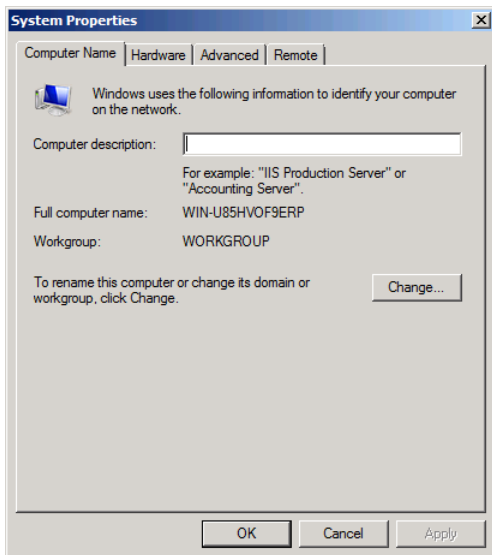 System Properties
Computer Name Hardware Advanced Remote
Windows uses the following information to identify your computer
on the network.
Computer description:
For example: "IIS Production Server" or
"Accounting Server".
Full computer name: WIN-U85HVOF9ERP
Workgroup: WORKGROUP
To rename this computer or change its domain or
workgroup, click Change.
Change...
OK Cancel Apply